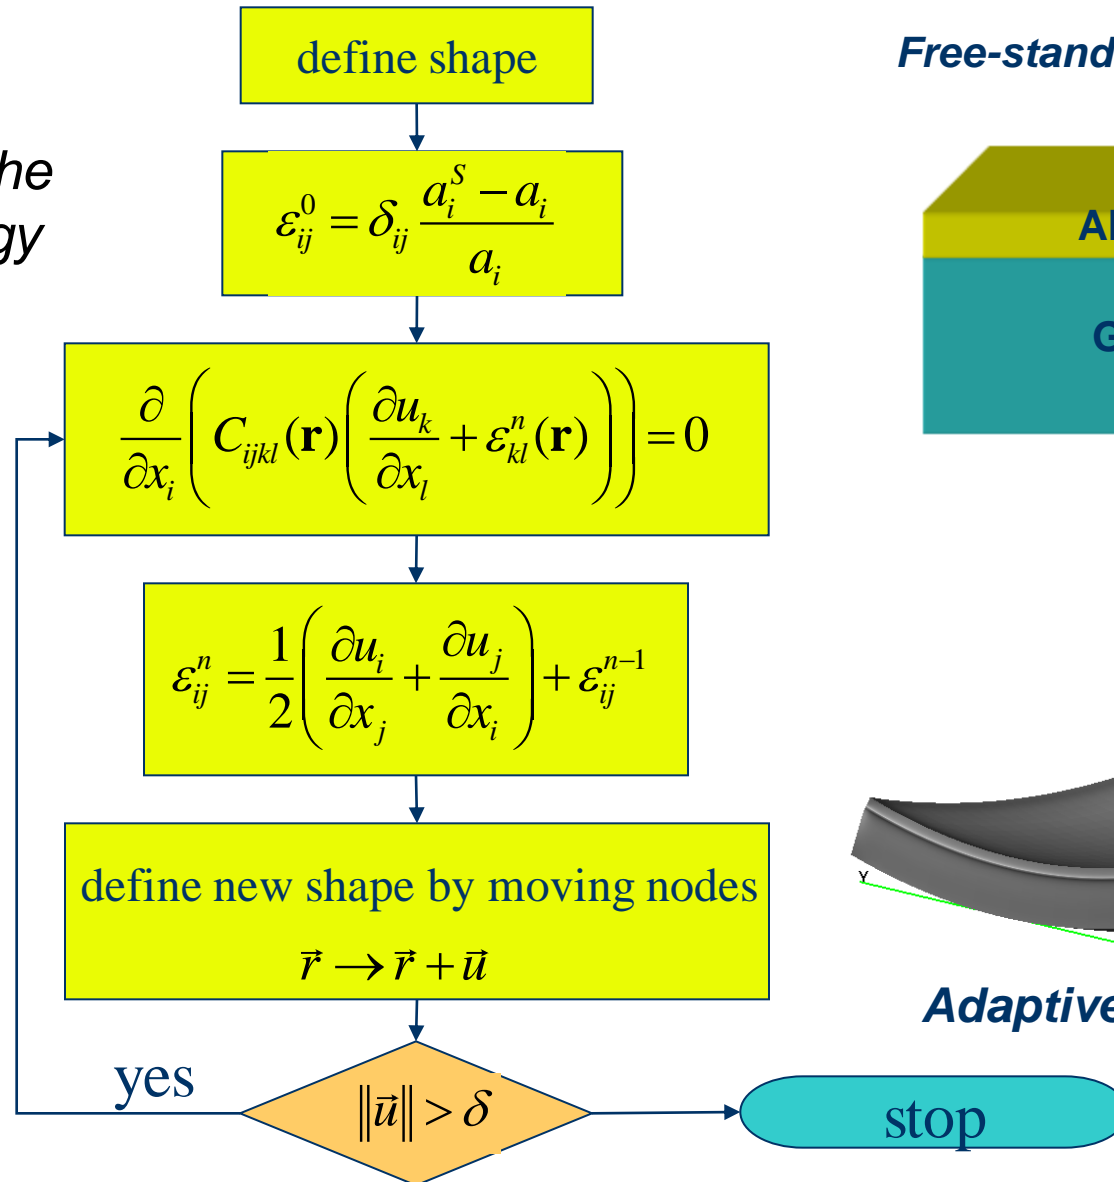 define shape
he
gy
ε⁰ᵢⱼ = δᵢⱼ (aᵢˢ − aᵢ) / aᵢ
∂/∂xᵢ ( Cᵢⱼₖₗ(r) ( ∂uₖ/∂xₗ + εⁿₖₗ(r) ) ) = 0
εⁿᵢⱼ = 1/2 ( ∂uᵢ/∂xⱼ + ∂uⱼ/∂xᵢ ) + εⁿ⁻¹ᵢⱼ
define new shape by moving nodes
r⃗ → r⃗ + u⃗
yes
‖u⃗‖ > δ
stop
Free-stand
Al
G
Y
Adaptive